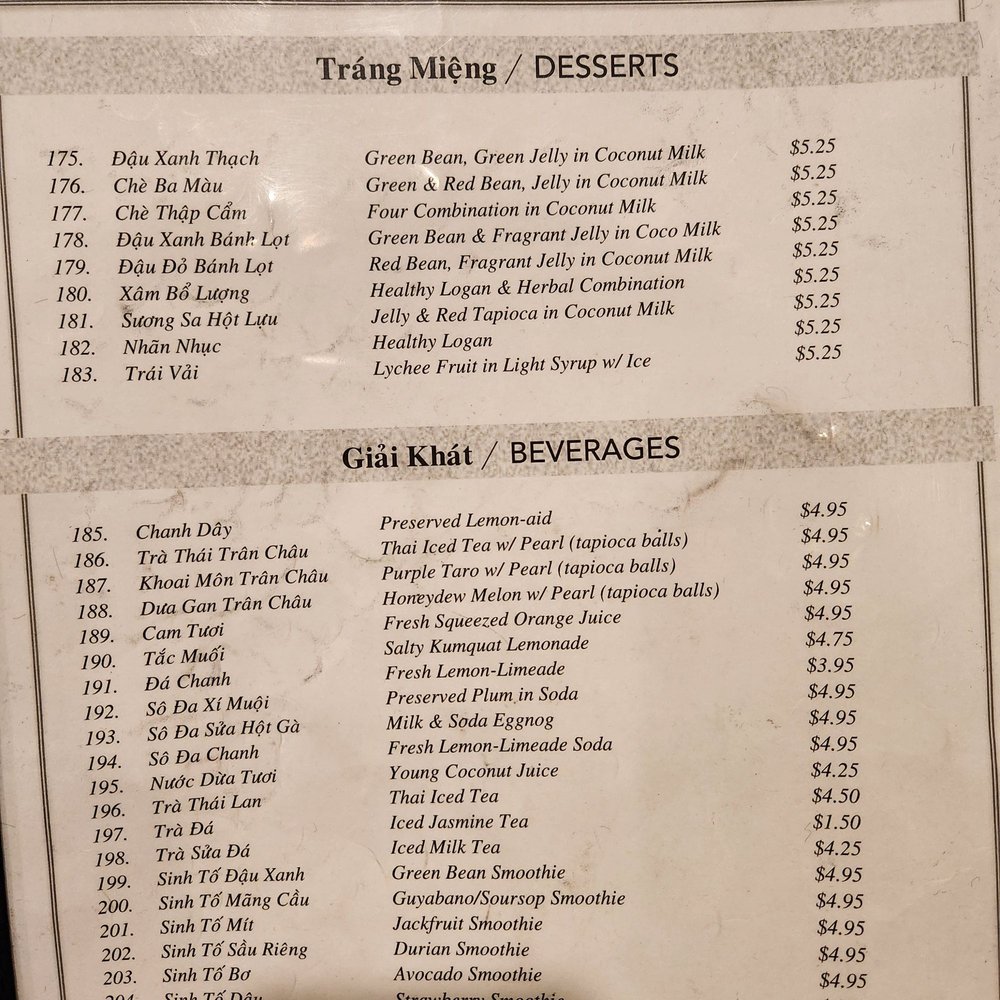 Tráng Miệng / DESSERTS
175. Đậu Xanh Thạch Green Bean, Green Jelly in Coconut Milk $5.25
176. Chè Ba Màu Green & Red Bean, Jelly in Coconut Milk $5.25
177. Chè Thập Cẩm Four Combination in Coconut Milk $5.25
178. Đậu Xanh Bánh Lọt Green Bean & Fragrant Jelly in Coco Milk $5.25
179. Đậu Đỏ Bánh Lọt Red Bean, Fragrant Jelly in Coconut Milk $5.25
180. Xâm Bổ Lượng Healthy Logan & Herbal Combination $5.25
181. Sương Sa Hột Lựu Jelly & Red Tapioca in Coconut Milk $5.25
182. Nhãn Nhục Healthy Logan $5.25
183. Trái Vải Lychee Fruit in Light Syrup w/ Ice $5.25
Giải Khát / BEVERAGES
185. Chanh Dây Preserved Lemon-aid $4.95
186. Trà Thái Trân Châu Thai Iced Tea w/ Pearl (tapioca balls) $4.95
187. Khoai Môn Trân Châu Purple Taro w/ Pearl (tapioca balls) $4.95
188. Dưa Gan Trân Châu Honeydew Melon w/ Pearl (tapioca balls) $4.95
189. Cam Tươi Fresh Squeezed Orange Juice $4.95
190. Tắc Muối Salty Kumquat Lemonade $4.75
191. Đá Chanh Fresh Lemon-Limeade $3.95
192. Sô Đa Xí Muội Preserved Plum in Soda $4.95
193. Sô Đa Sửa Hột Gà Milk & Soda Eggnog $4.95
194. Sô Đa Chanh Fresh Lemon-Limeade Soda $4.95
195. Nước Dừa Tươi Young Coconut Juice $4.25
196. Trà Thái Lan Thai Iced Tea $4.50
197. Trà Đá Iced Jasmine Tea $1.50
198. Trà Sửa Đá Iced Milk Tea $4.25
199. Sinh Tố Đậu Xanh Green Bean Smoothie $4.95
200. Sinh Tố Mãng Cầu Guyabano/Soursop Smoothie $4.95
201. Sinh Tố Mít Jackfruit Smoothie $4.95
202. Sinh Tố Sầu Riêng Durian Smoothie $4.95
203. Sinh Tố Bơ Avocado Smoothie $4.95
204. Sinh Tố Dâu Strawberry Smoothie